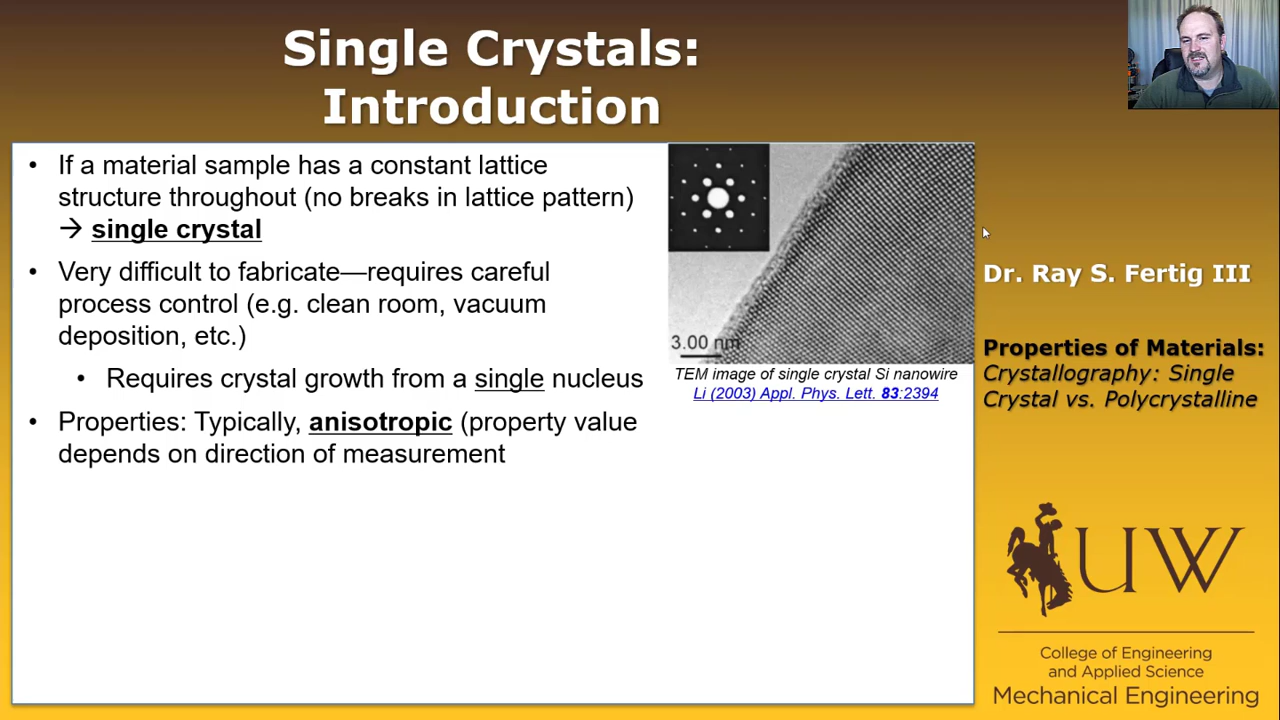 Single Crystals:
Introduction
• If a material sample has a constant lattice
structure throughout (no breaks in lattice pattern)
→ single crystal
• Very difficult to fabricate—requires careful
process control (e.g. clean room, vacuum
deposition, etc.)
• Requires crystal growth from a single nucleus
• Properties: Typically, anisotropic (property value
depends on direction of measurement
3.00 nm
TEM image of single crystal Si nanowire
Li (2003) Appl. Phys. Lett. 83:2394
Dr. Ray S. Fertig III
Properties of Materials:
Crystallography: Single
Crystal vs. Polycrystalline
UW
College of Engineering
and Applied Science
Mechanical Engineering